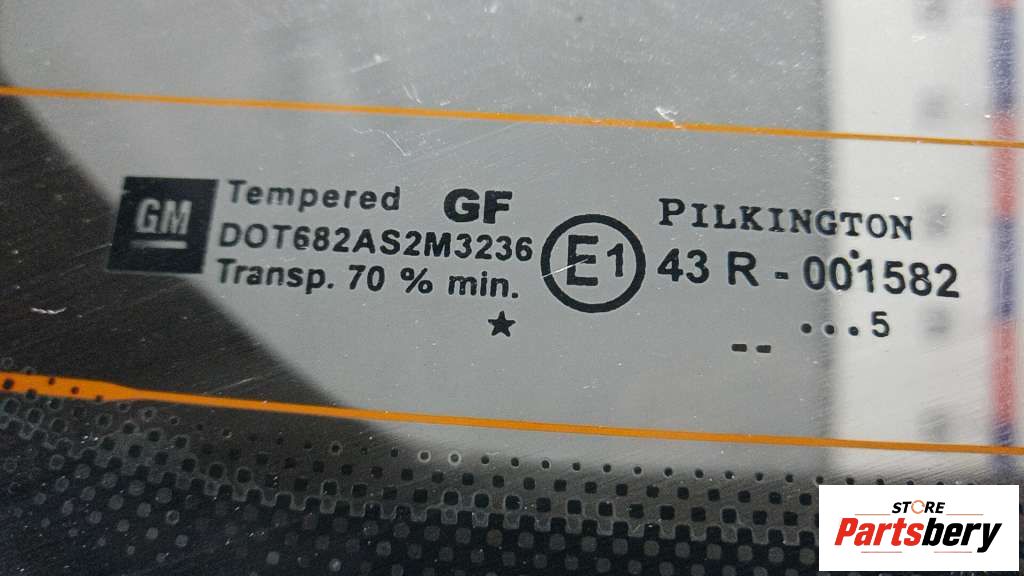 GM
Tempered GF
DOT682AS2M3236
Transp. 70 % min.
★
E1
PILKINGTON
43 R - 001582
...5
--
STORE
Partsbery